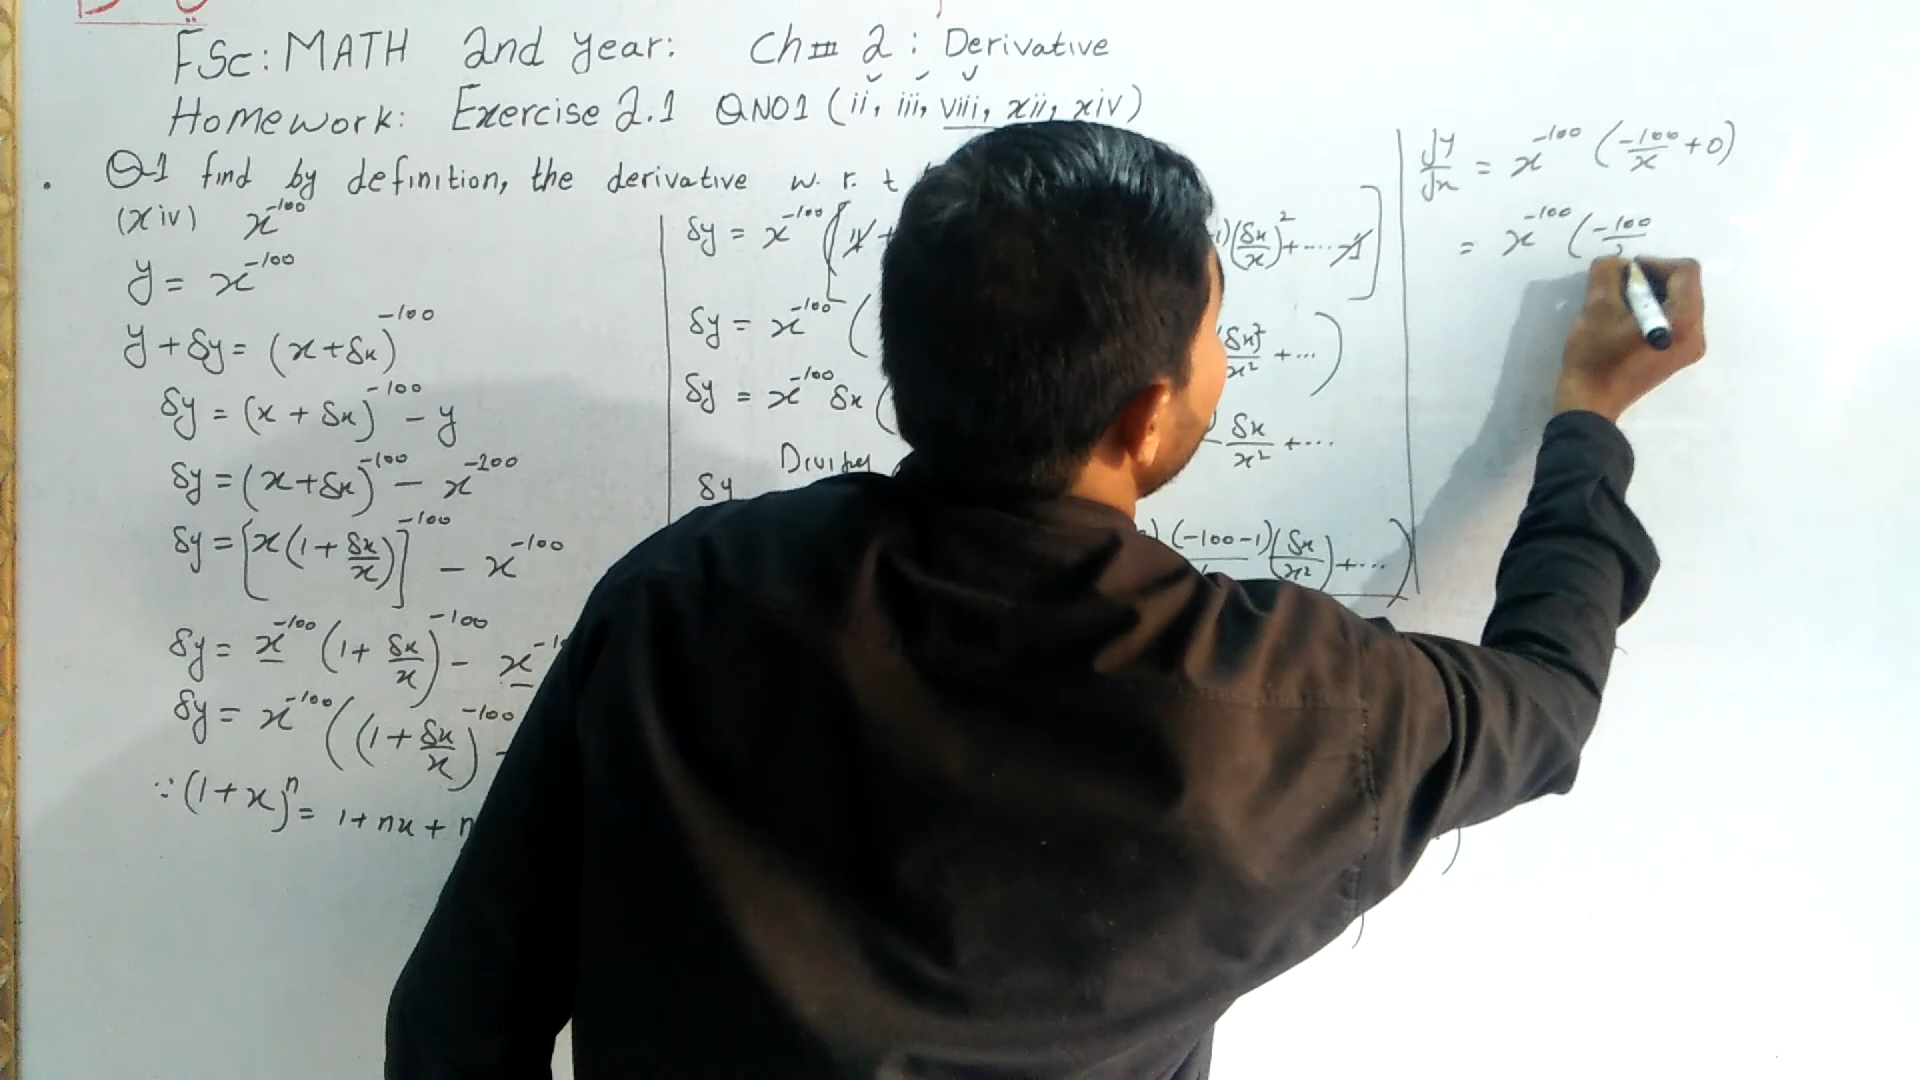 FSc: MATH 2nd year: Ch# 2: Derivative
Homework: Exercise 2.1 QNO1 (ii, iii, viii, xii, xiv)
Q-1 find by definition, the derivative w. r. t
(xiv) x^-100
y = x^-100
y + δy = (x+δx)^-100
δy = (x + δx)^-100 - y
δy = (x+δx)^-100 - x^-100
δy = [x(1 + δx/x)]^-100 - x^-100
δy = x^-100 (1 + δx/x)^-100 - x
δy = x^-100 ((1 + δx/x)^-100 -
∵ (1+x)^n = 1 + nx + n
δy = x^-100 [1 + 1)(δx/x)^2 + .... -1]
δy = x^-100 ( (δx)^2/x^2 + ...)
δy = x^-100 δx ( δx/x^2 + ....
δy
(-100-1)(δx/x^2) + ...)
dy/dx = x^-100 (-100/x + 0)
= x^-100 (-100